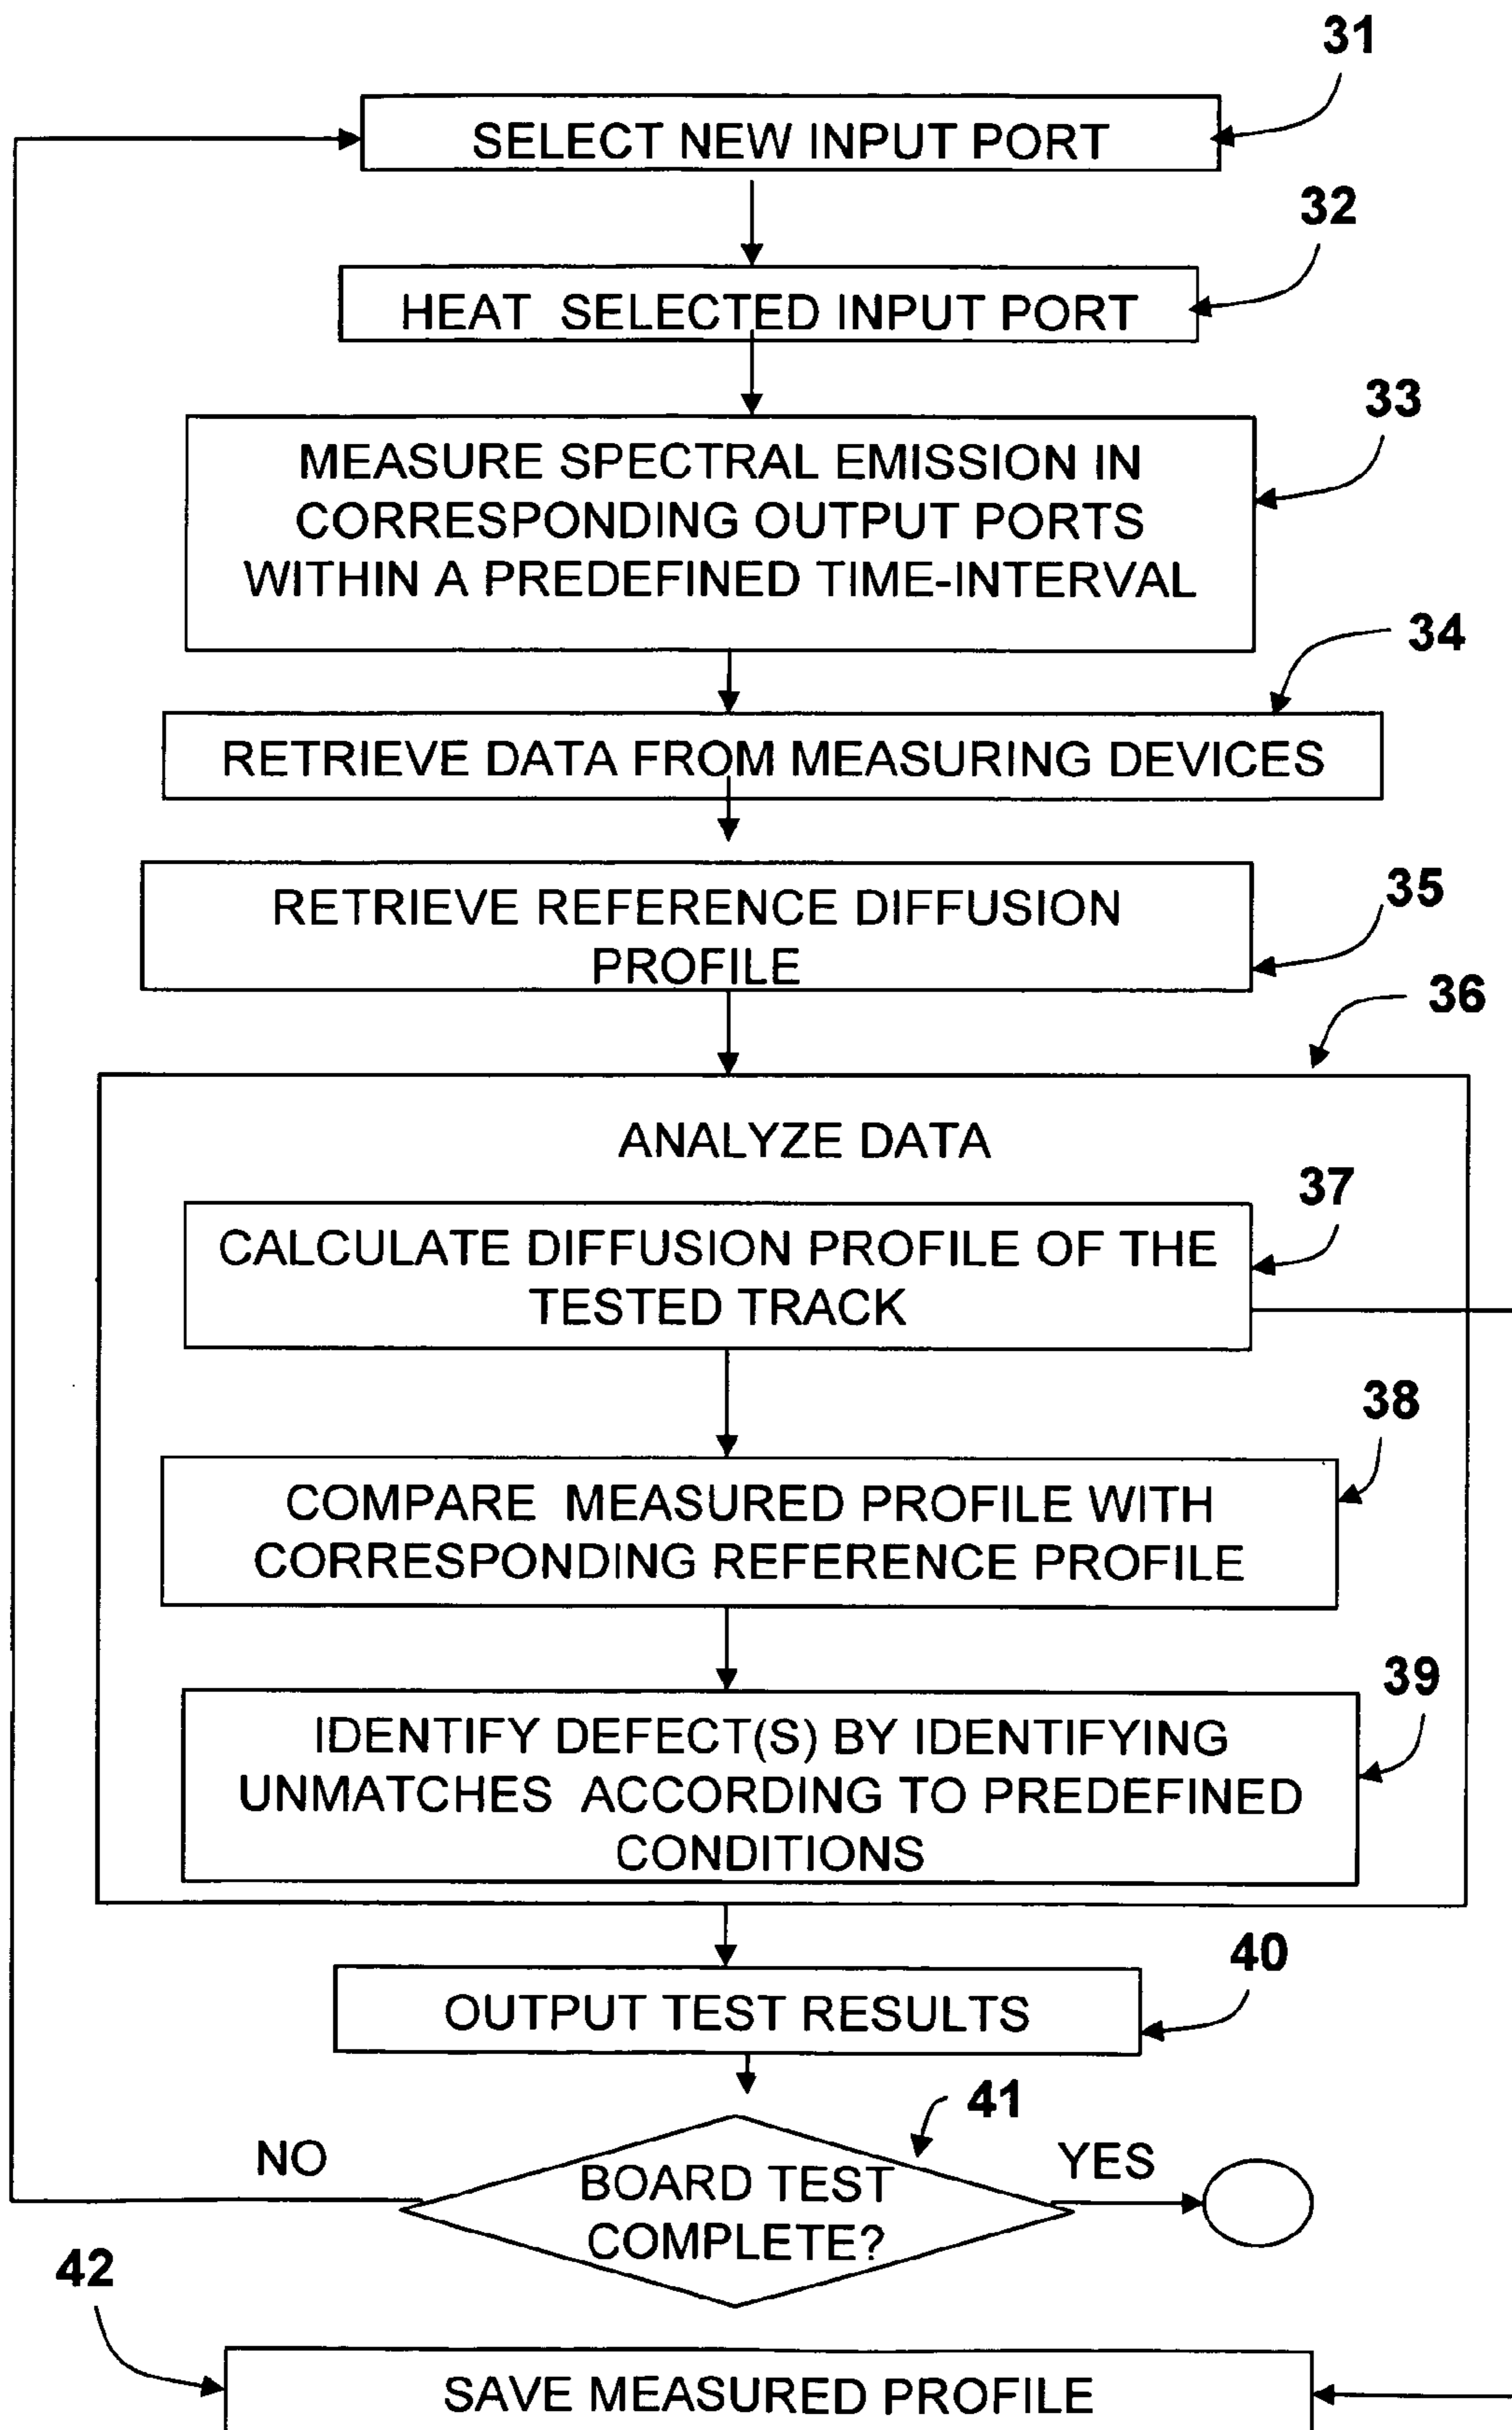 31
SELECT NEW INPUT PORT
32
HEAT SELECTED INPUT PORT
33
MEASURE SPECTRAL EMISSION IN
CORRESPONDING OUTPUT PORTS
WITHIN A PREDEFINED TIME-INTERVAL
34
RETRIEVE DATA FROM MEASURING DEVICES
35
RETRIEVE REFERENCE DIFFUSION
PROFILE
36
ANALYZE DATA
37
CALCULATE DIFFUSION PROFILE OF THE
TESTED TRACK
38
COMPARE MEASURED PROFILE WITH
CORRESPONDING REFERENCE PROFILE
39
IDENTIFY DEFECT(S) BY IDENTIFYING
UNMATCHES ACCORDING TO PREDEFINED
CONDITIONS
40
OUTPUT TEST RESULTS
41
NO
YES
BOARD TEST
COMPLETE?
42
SAVE MEASURED PROFILE